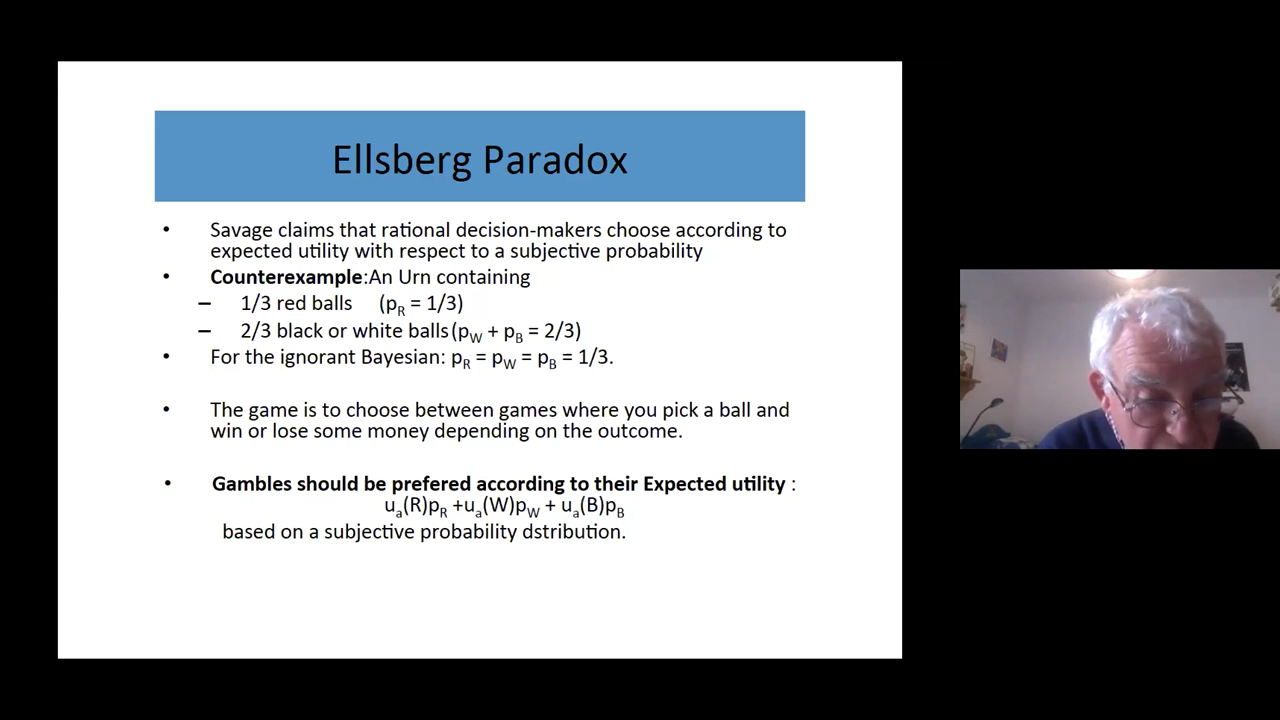 Ellsberg Paradox
• Savage claims that rational decision-makers choose according to
expected utility with respect to a subjective probability
• Counterexample:An Urn containing
– 1/3 red balls (pR = 1/3)
– 2/3 black or white balls(pW + pB = 2/3)
• For the ignorant Bayesian: pR = pW = pB = 1/3.
• The game is to choose between games where you pick a ball and
win or lose some money depending on the outcome.
• Gambles should be prefered according to their Expected utility :
ua(R)pR +ua(W)pW + ua(B)pB
based on a subjective probability dstribution.